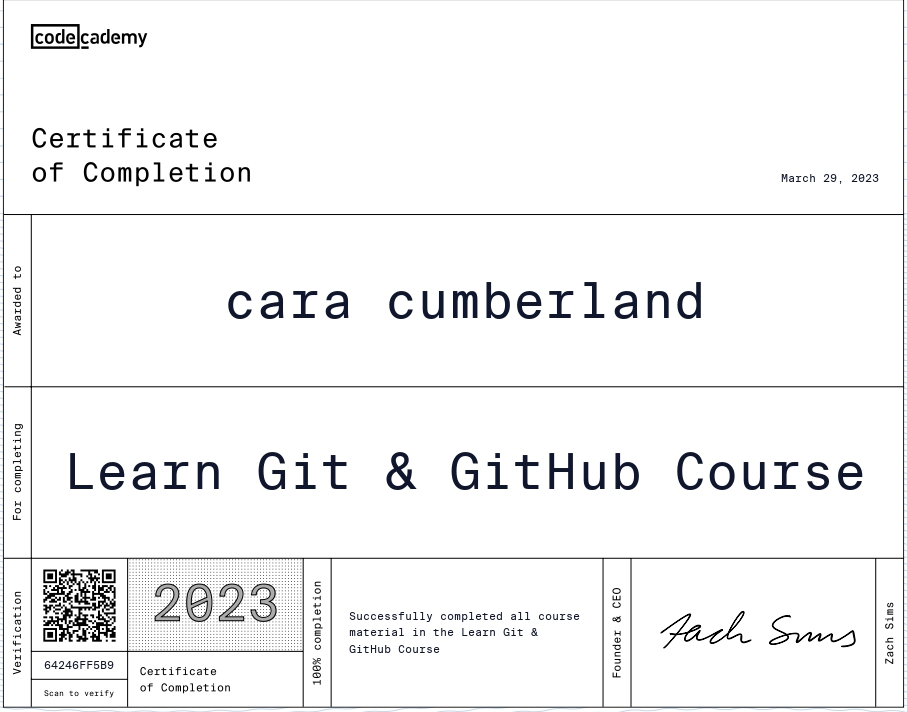 codecademy
Certificate
of Completion
March 29, 2023
Awarded to
cara cumberland
For completing
Learn Git & GitHub Course
Verification
64246FF5B9
Scan to verify
2023
Certificate
of Completion
100% completion
Successfully completed all course
material in the Learn Git &
GitHub Course
Founder & CEO
Zach Sims
Zach Sims